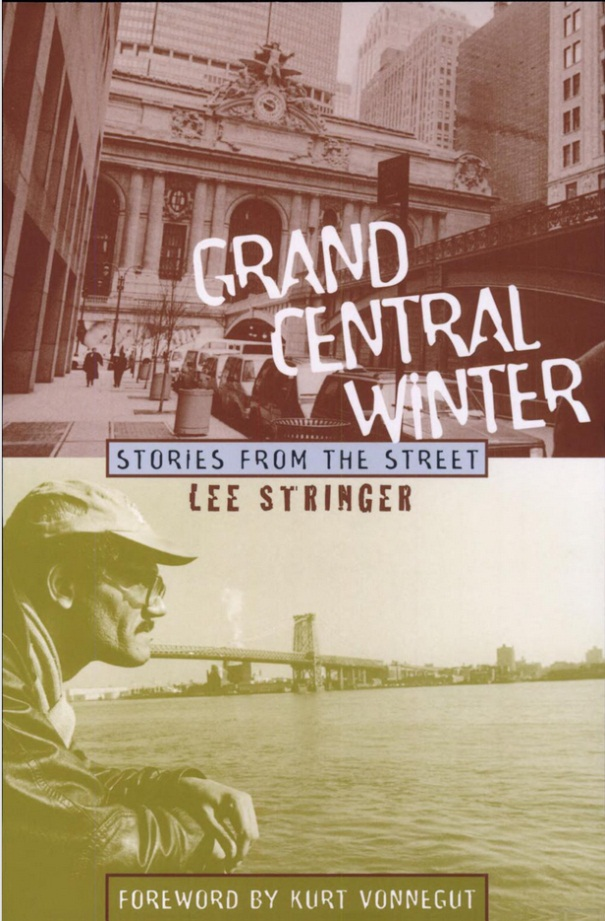 GRAND
CENTRAL
WINTER
STORIES FROM THE STREET
LEE STRINGER
FOREWORD BY KURT VONNEGUT